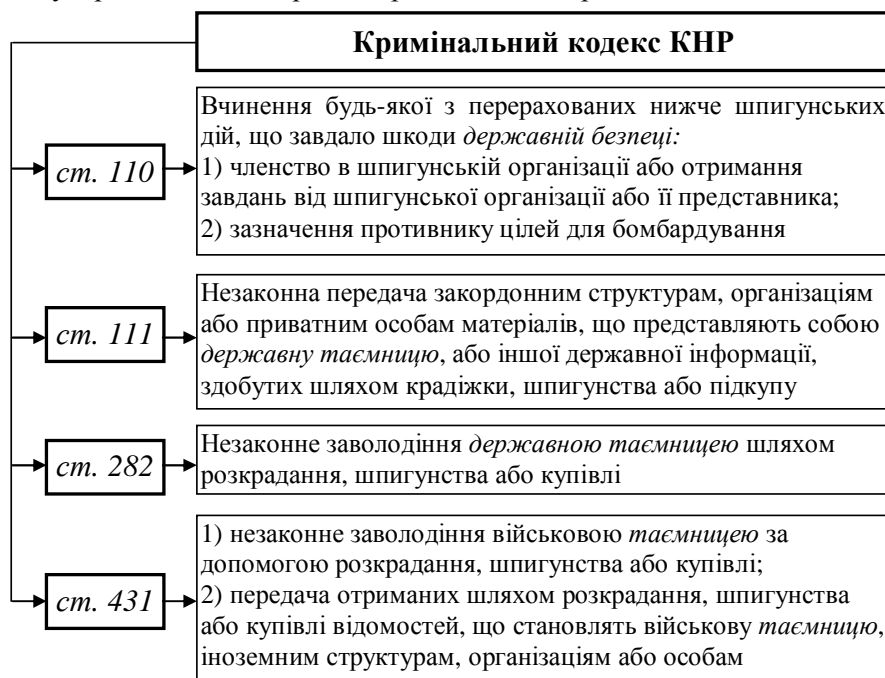 Кримінальний кодекс КНР
ст. 110
Вчинення будь-якої з перерахованих нижче шпигунських
дій, що завдало шкоди державній безпеці:
1) членство в шпигунській організації або отримання
завдань від шпигунської організації або її представника;
2) зазначення противнику цілей для бомбардування
ст. 111
Незаконна передача закордонним структурам, організаціям
або приватним особам матеріалів, що представляють собою
державну таємницю, або іншої державної інформації,
здобутих шляхом крадіжки, шпигунства або підкупу
ст. 282
Незаконне заволодіння державною таємницею шляхом
розкрадання, шпигунства або купівлі
ст. 431
1) незаконне заволодіння військовою таємницею за
допомогою розкрадання, шпигунства або купівлі;
2) передача отриманих шляхом розкрадання, шпигунства
або купівлі відомостей, що становлять військову таємницю,
іноземним структурам, організаціям або особам